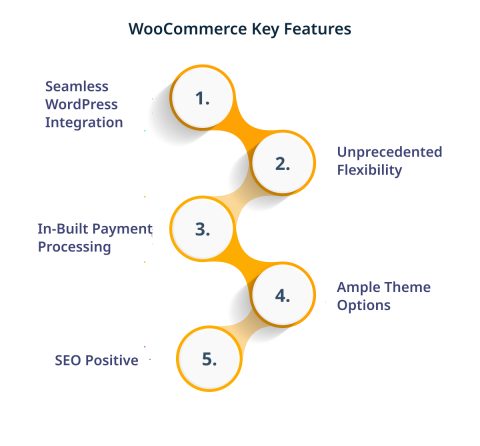 WooCommerce Key Features
Seamless
WordPress
Integration
1.
2.
Unprecedented
Flexibility
In-Built Payment
Processing
3.
4.
Ample Theme
Options
SEO Positive
5.